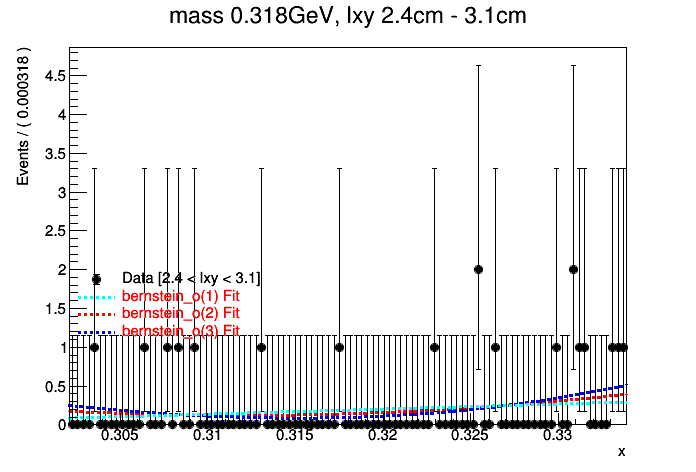 mass 0.318GeV, lxy 2.4cm - 3.1cm
Events / ( 0.000318 )
4.5
4
3.5
3
2.5
2
1.5
1
0.5
0
Data [2.4 < lxy < 3.1]
bernstein_o(1) Fit
bernstein_o(2) Fit
bernstein_o(3) Fit
0.305 0.31 0.315 0.32 0.325 0.33
x